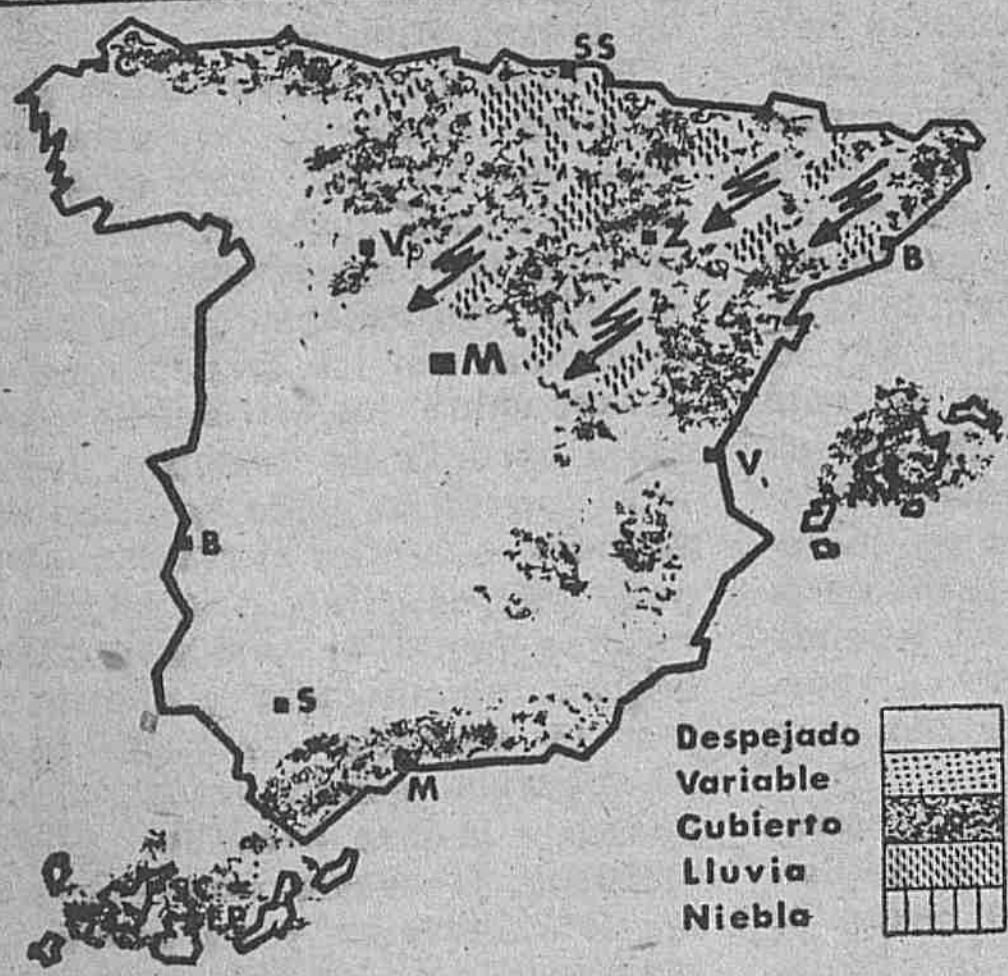 C
SS
V
Z
B
M
V
B
S
M
Despejado
Variable
Cubierto
Lluvia
Niebla